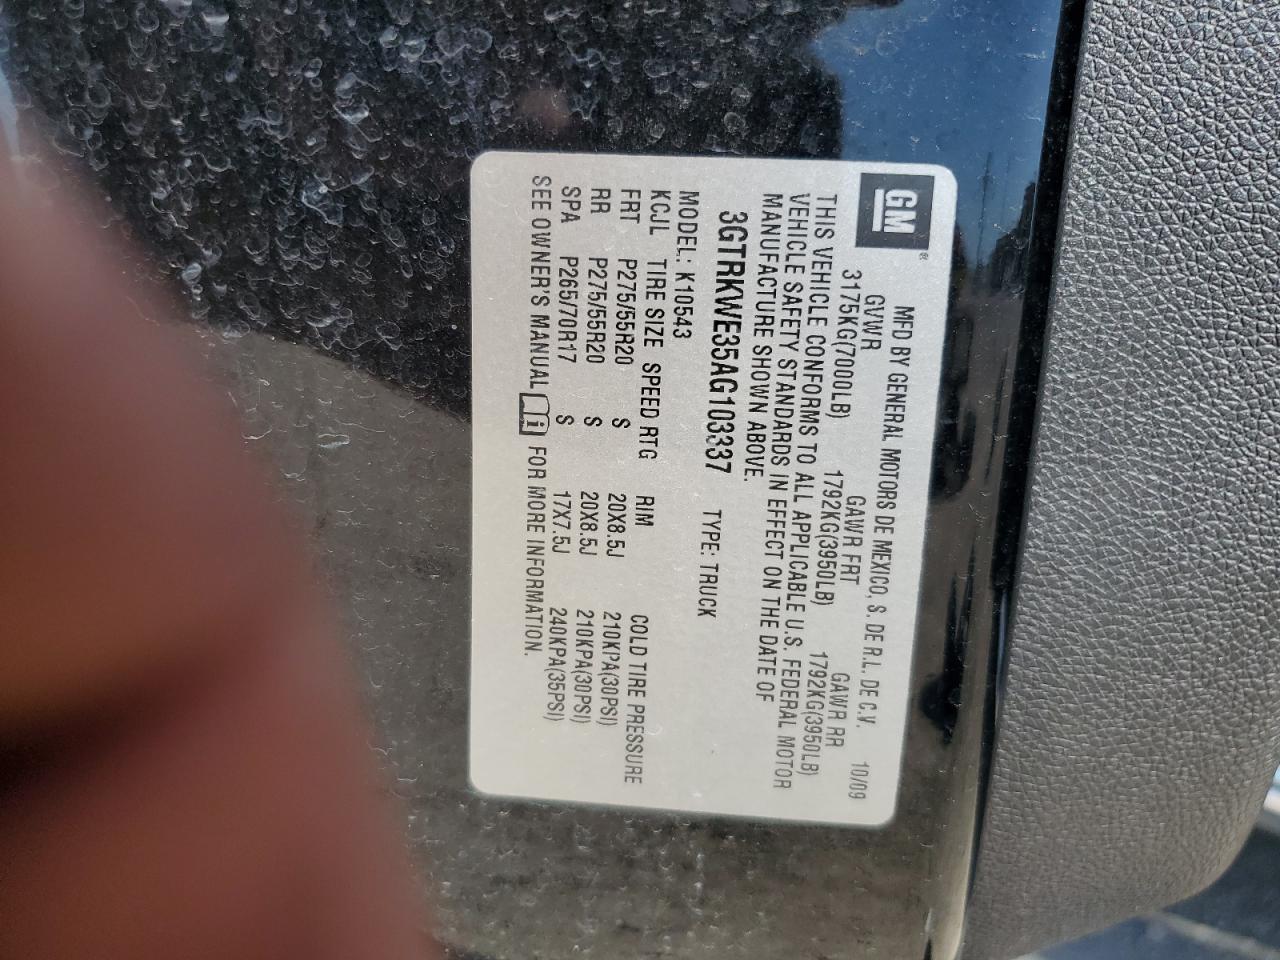 GM®
MFD BY GENERAL MOTORS DE MEXICO, S. DE R.L. DE C.V. 10/09
GVWR GAWR FRT GAWR RR
3175KG(7000LB) 1792KG(3950LB) 1792KG(3950LB)
THIS VEHICLE CONFORMS TO ALL APPLICABLE U.S. FEDERAL MOTOR
VEHICLE SAFETY STANDARDS IN EFFECT ON THE DATE OF
MANUFACTURE SHOWN ABOVE.
3GTRKWE35AG103337 TYPE: TRUCK
MODEL: K10543
KCJL TIRE SIZE SPEED RTG RIM COLD TIRE PRESSURE
FRT P275/55R20 S 20X8.5J 210KPA(30PSI)
RR P275/55R20 S 20X8.5J 210KPA(30PSI)
SPA P265/70R17 S 17X7.5J 240KPA(35PSI)
SEE OWNER'S MANUAL i FOR MORE INFORMATION.